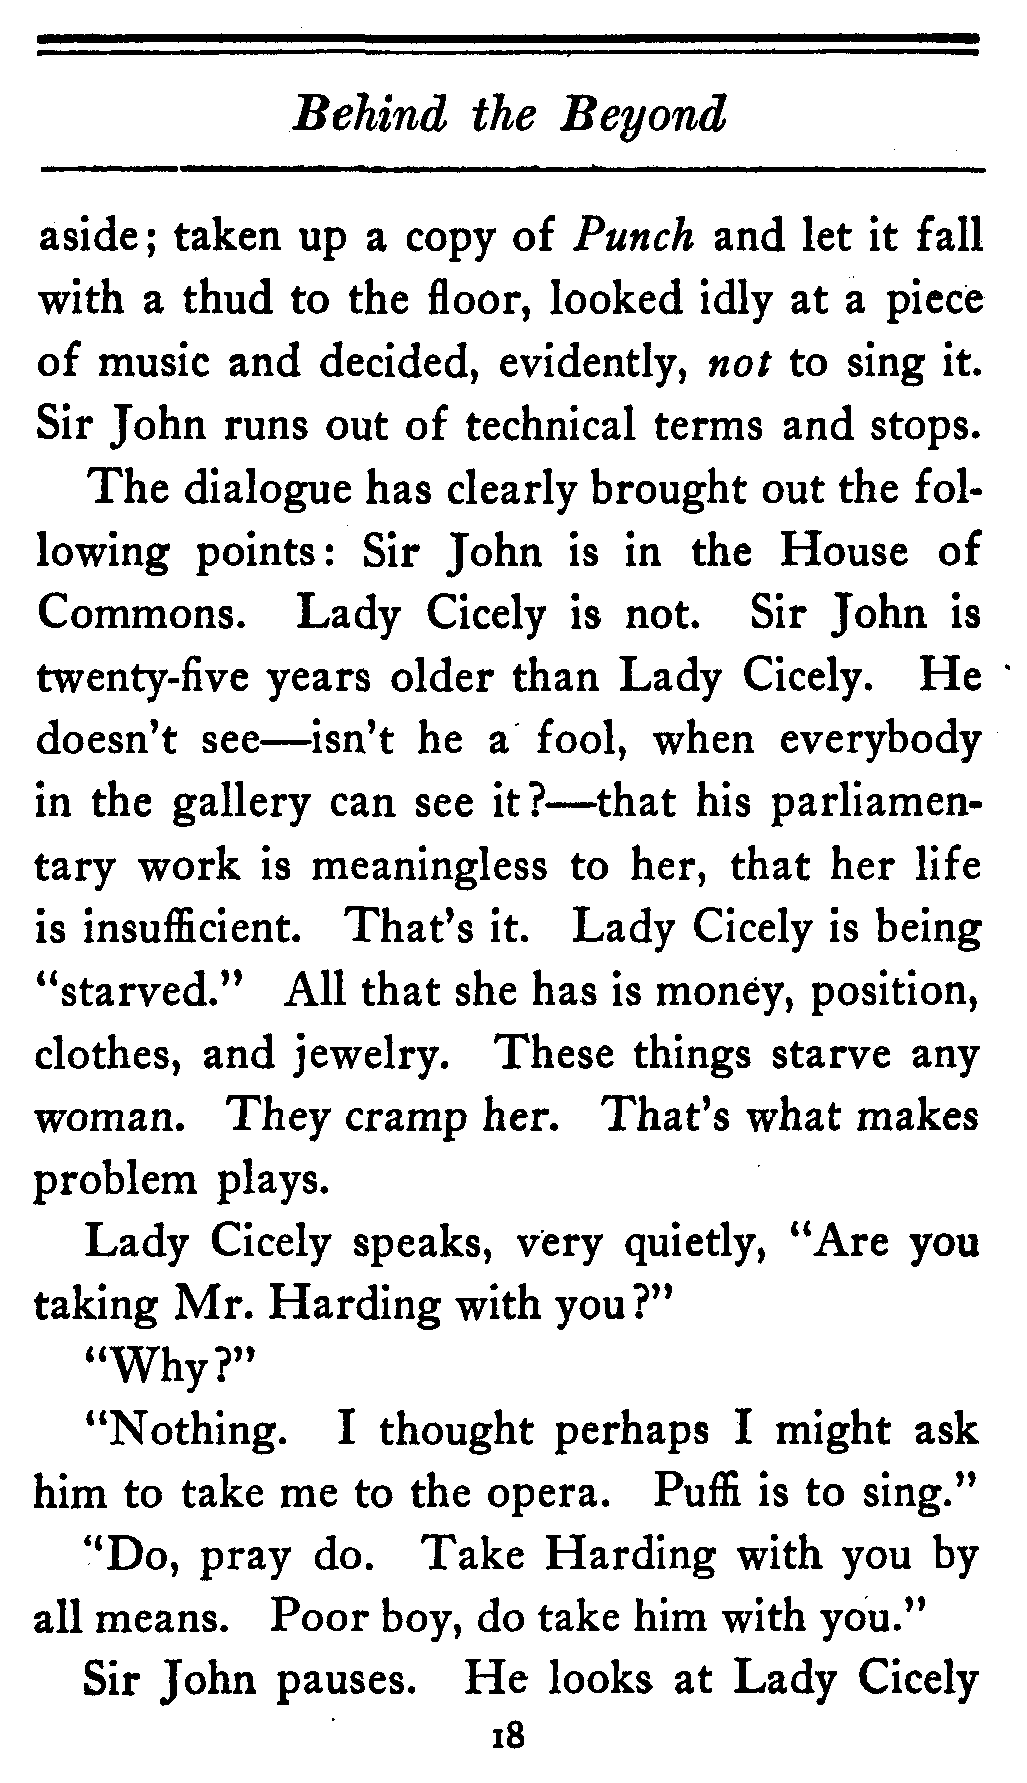 Behind the Beyond
aside; taken up a copy of Punch and let it fall
with a thud to the floor, looked idly at a piece
of music and decided, evidently, not to sing it.
Sir John runs out of technical terms and stops.
The dialogue has clearly brought out the fol-
lowing points: Sir John is in the House of
Commons. Lady Cicely is not. Sir John is
twenty-five years older than Lady Cicely. He
doesn't see—isn't he a fool, when everybody
in the gallery can see it?—that his parliamen-
tary work is meaningless to her, that her life
is insufficient. That's it. Lady Cicely is being
"starved." All that she has is money, position,
clothes, and jewelry. These things starve any
woman. They cramp her. That's what makes
problem plays.
Lady Cicely speaks, very quietly, "Are you
taking Mr. Harding with you?"
"Why?"
"Nothing. I thought perhaps I might ask
him to take me to the opera. Puffi is to sing."
"Do, pray do. Take Harding with you by
all means. Poor boy, do take him with you."
Sir John pauses. He looks at Lady Cicely
18